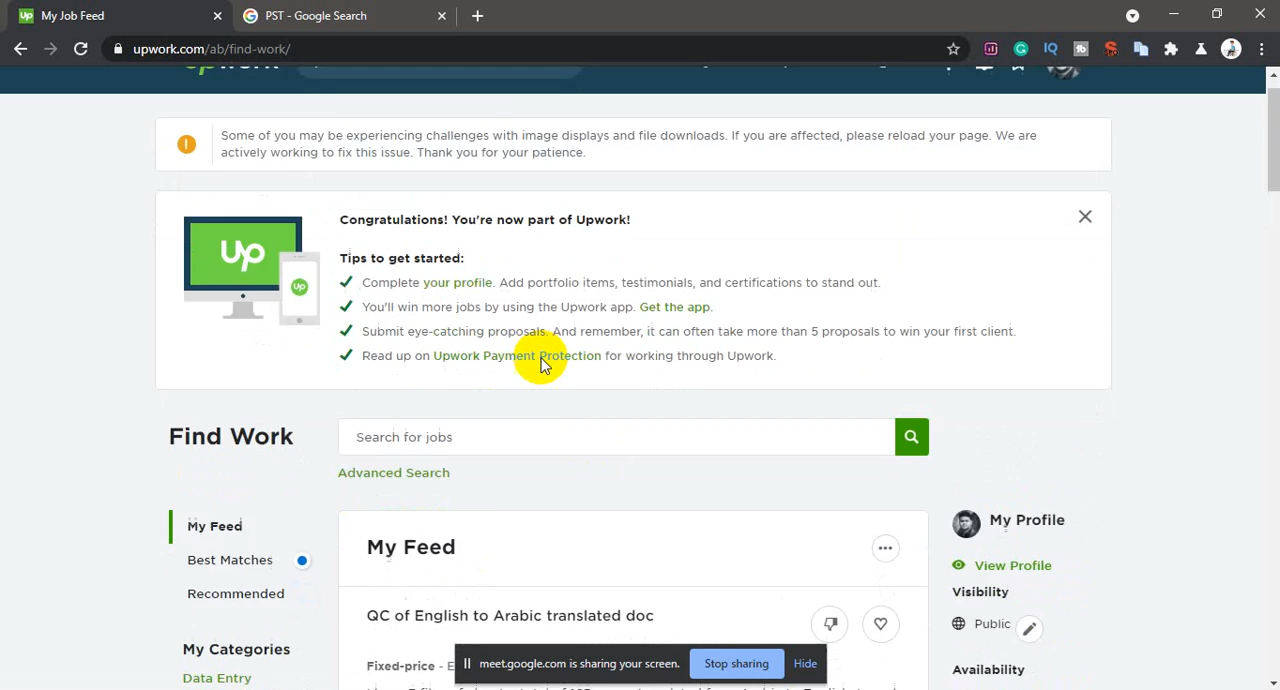 My Job Feed
PST - Google Search
upwork.com/ab/find-work/
Some of you may be experiencing challenges with image displays and file downloads. If you are affected, please reload your page. We are
actively working to fix this issue. Thank you for your patience.
Congratulations! You're now part of Upwork!
Tips to get started:
Complete your profile. Add portfolio items, testimonials, and certifications to stand out.
You'll win more jobs by using the Upwork app. Get the app.
Submit eye-catching proposals. And remember, it can often take more than 5 proposals to win your first client.
Read up on Upwork Payment Protection for working through Upwork.
up
up
Find Work
Search for jobs
Advanced Search
My Feed
Best Matches
Recommended
My Categories
Data Entry
My Feed
QC of English to Arabic translated doc
Fixed-price - E
meet.google.com is sharing your screen.
Stop sharing
Hide
My Profile
View Profile
Visibility
Public
Availability